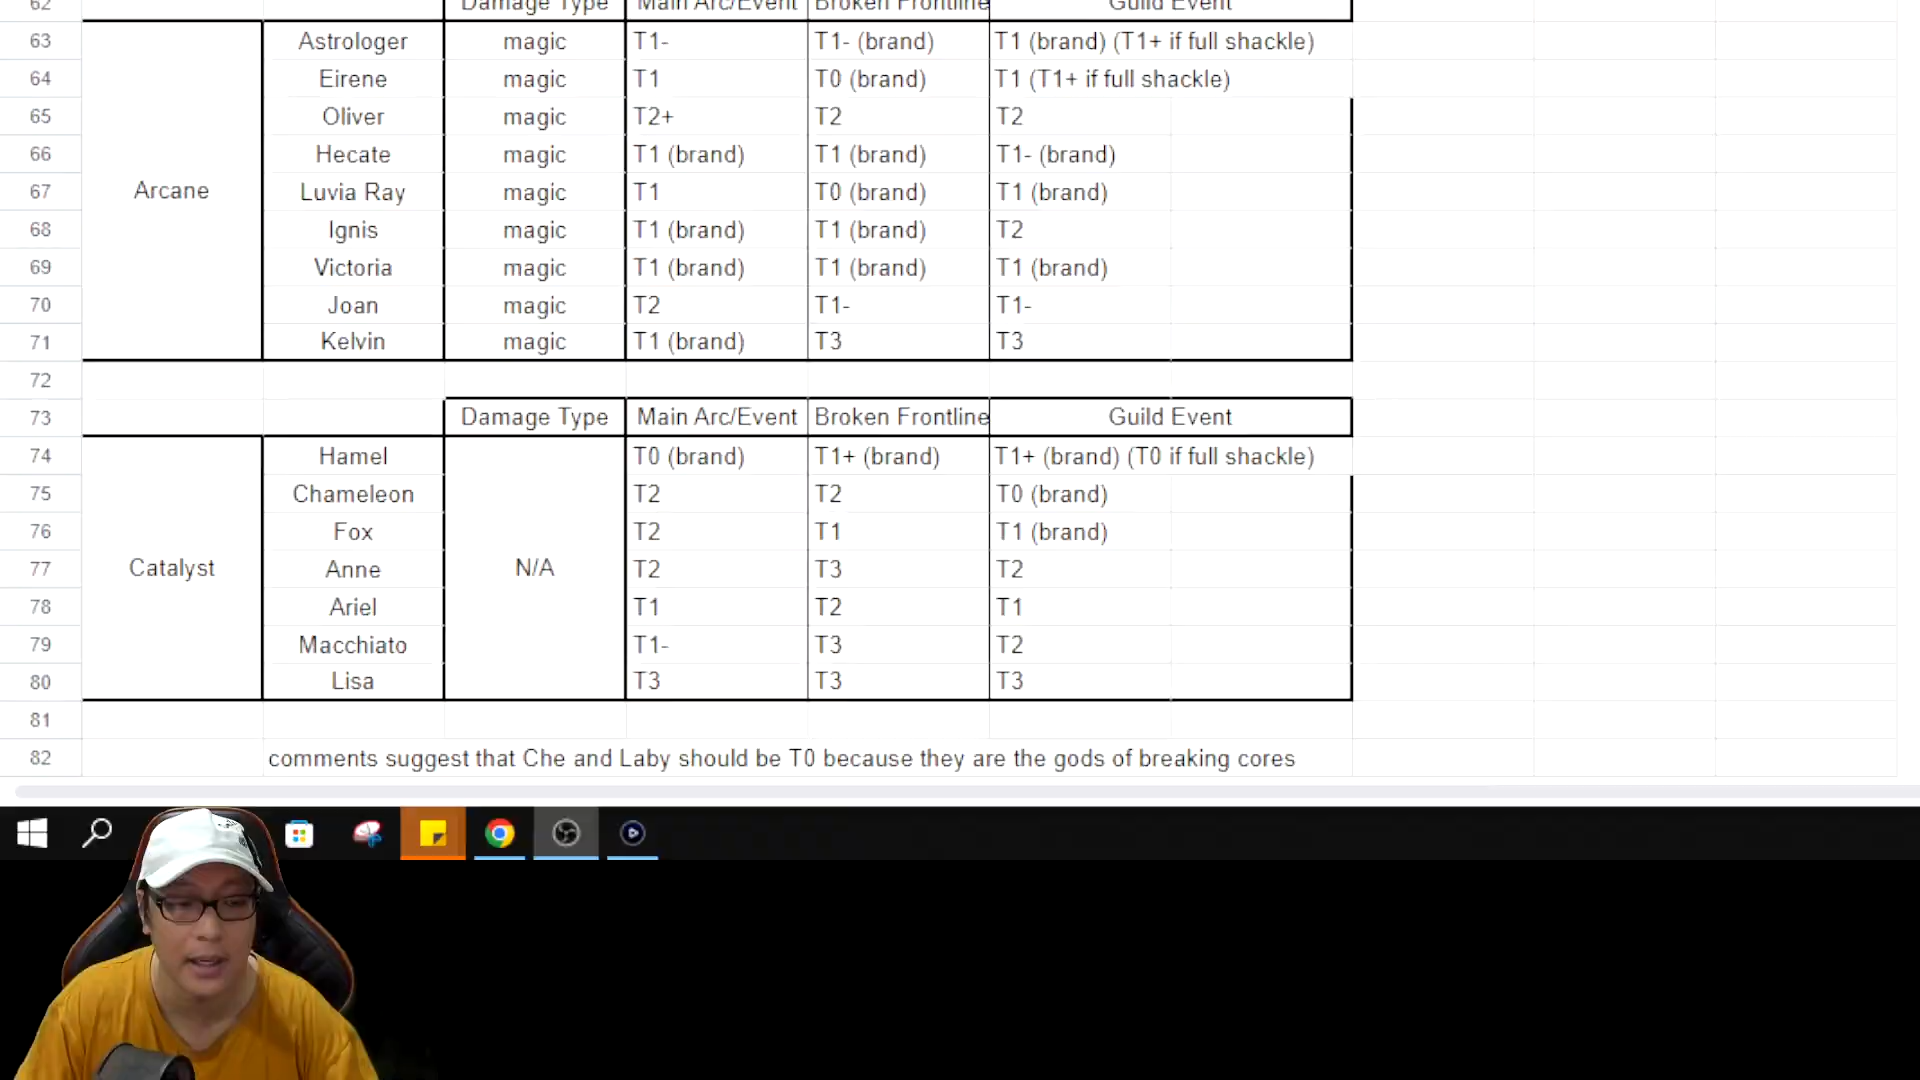 62 Damage Type Main Arc/Event Broken Frontline Guild Event
63 Astrologer magic T1- T1- (brand) T1 (brand) (T1+ if full shackle)
64 Eirene magic T1 T0 (brand) T1 (T1+ if full shackle)
65 Oliver magic T2+ T2 T2
66 Hecate magic T1 (brand) T1 (brand) T1- (brand)
67 Arcane Luvia Ray magic T1 T0 (brand) T1 (brand)
68 Ignis magic T1 (brand) T1 (brand) T2
69 Victoria magic T1 (brand) T1 (brand) T1 (brand)
70 Joan magic T2 T1- T1-
71 Kelvin magic T1 (brand) T3 T3
72
73 Damage Type Main Arc/Event Broken Frontline Guild Event
74 Hamel T0 (brand) T1+ (brand) T1+ (brand) (T0 if full shackle)
75 Chameleon T2 T2 T0 (brand)
76 Fox T2 T1 T1 (brand)
77 Catalyst Anne N/A T2 T3 T2
78 Ariel T1 T2 T1
79 Macchiato T1- T3 T2
80 Lisa T3 T3 T3
81
82 comments suggest that Che and Laby should be T0 because they are the gods of breaking cores